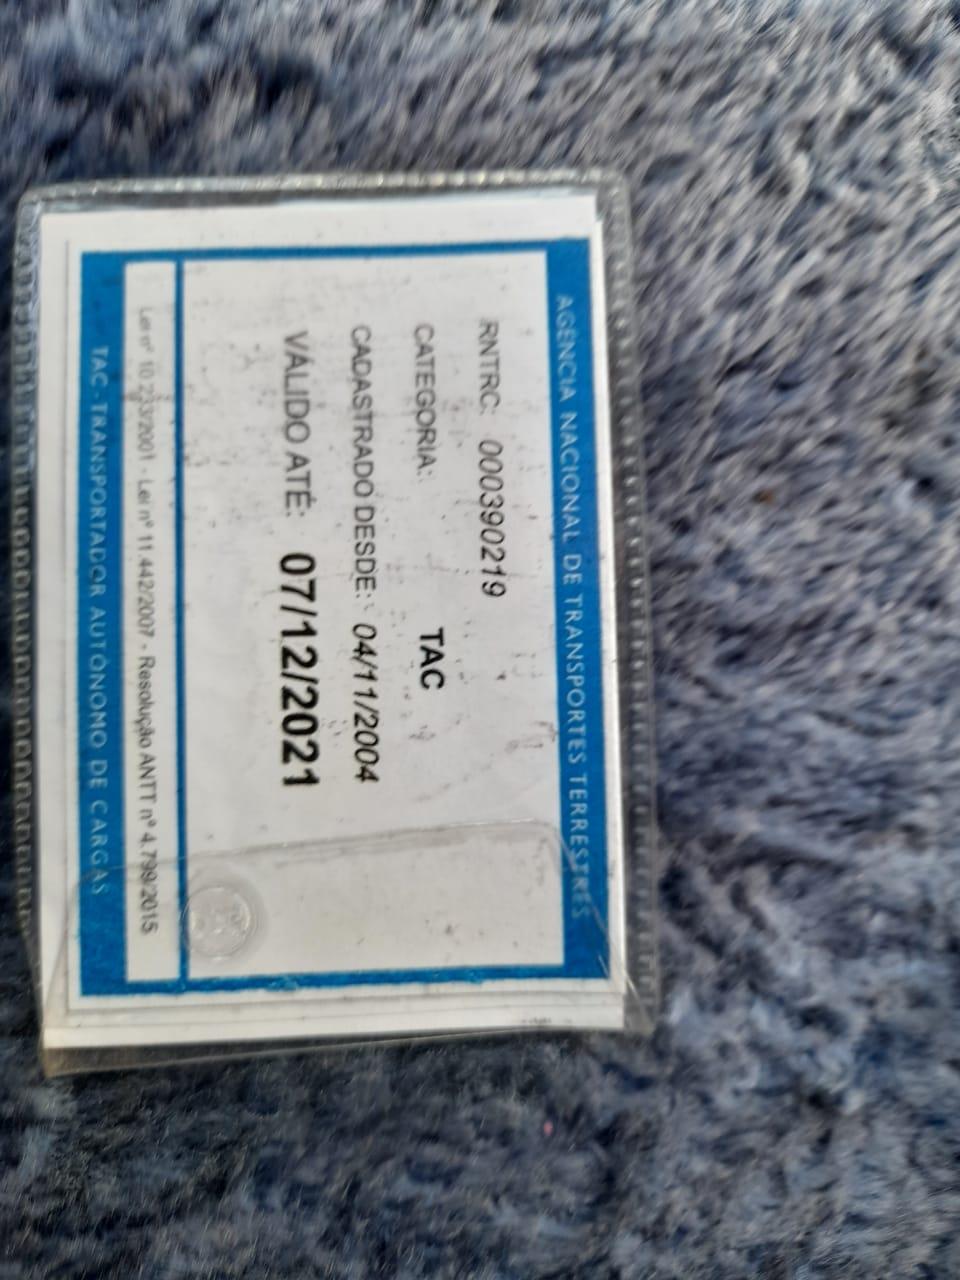 AGÊNCIA NACIONAL DE TRANSPORTES TERRESTRES
RNTRC: 000390219
CATEGORIA: TAC
CADASTRADO DESDE: 04/11/2004
VÁLIDO ATÉ: 07/12/2021
Lei nº 10.233/2001 - Lei nº 11.442/2007 - Resolução ANTT nº 4.799/2015
TAC - TRANSPORTADOR AUTÔNOMO DE CARGAS